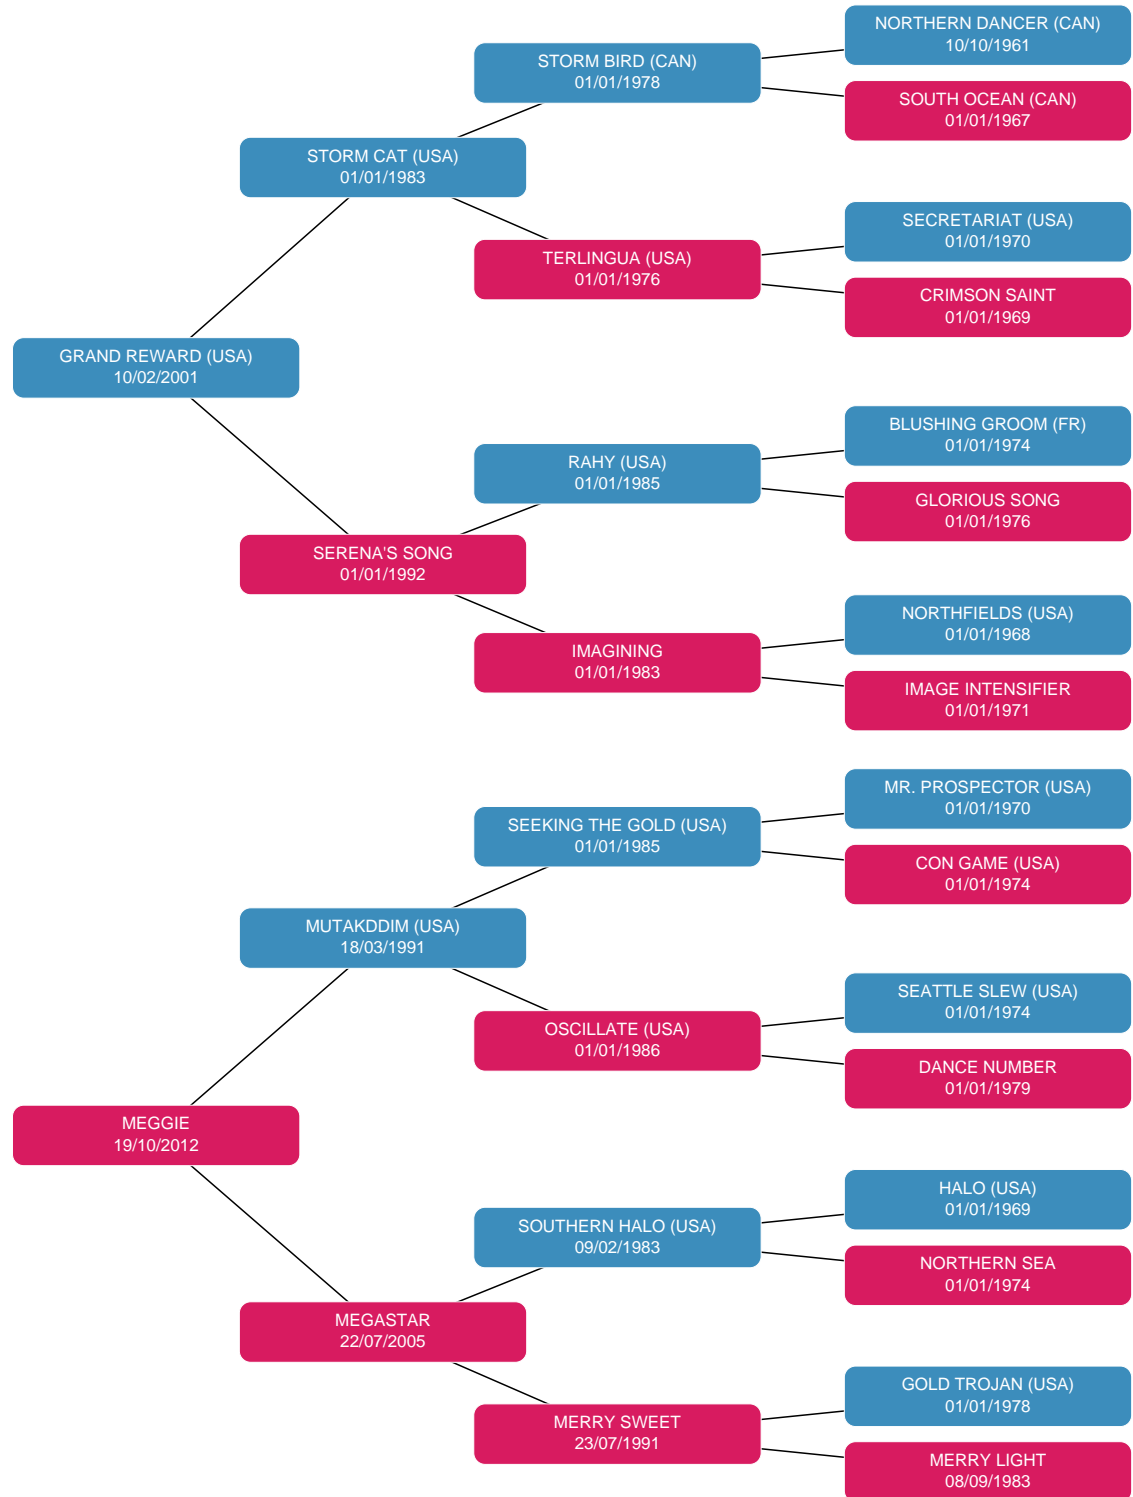 NORTHERN DANCER (CAN)
10/10/1961
STORM BIRD (CAN)
01/01/1978
SOUTH OCEAN (CAN)
01/01/1967
STORM CAT (USA)
01/01/1983
SECRETARIAT (USA)
01/01/1970
TERLINGUA (USA)
01/01/1976
CRIMSON SAINT
01/01/1969
GRAND REWARD (USA)
10/02/2001
BLUSHING GROOM (FR)
01/01/1974
RAHY (USA)
01/01/1985
GLORIOUS SONG
01/01/1976
SERENA'S SONG
01/01/1992
NORTHFIELDS (USA)
01/01/1968
IMAGINING
01/01/1983
IMAGE INTENSIFIER
01/01/1971
MR. PROSPECTOR (USA)
01/01/1970
SEEKING THE GOLD (USA)
01/01/1985
CON GAME (USA)
01/01/1974
MUTAKDDIM (USA)
18/03/1991
SEATTLE SLEW (USA)
01/01/1974
OSCILLATE (USA)
01/01/1986
DANCE NUMBER
01/01/1979
MEGGIE
19/10/2012
HALO (USA)
01/01/1969
SOUTHERN HALO (USA)
09/02/1983
NORTHERN SEA
01/01/1974
MEGASTAR
22/07/2005
GOLD TROJAN (USA)
01/01/1978
MERRY SWEET
23/07/1991
MERRY LIGHT
08/09/1983